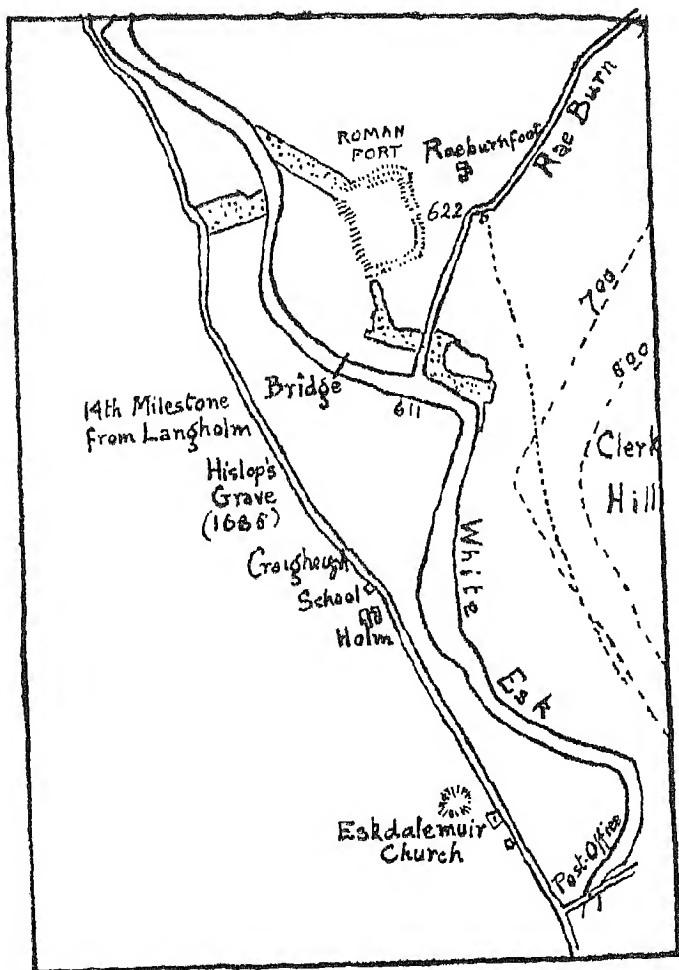 ROMAN
FORT
Raeburnfoot
Rae Burn
622
700
800
Bridge
611
14th Milestone
from Langholm
Clerk
Hill
Hislop's
Grave
(1685)
White
Craighaugh
School
Holm
Esk
Eskdalemuir
Church
Post-Office